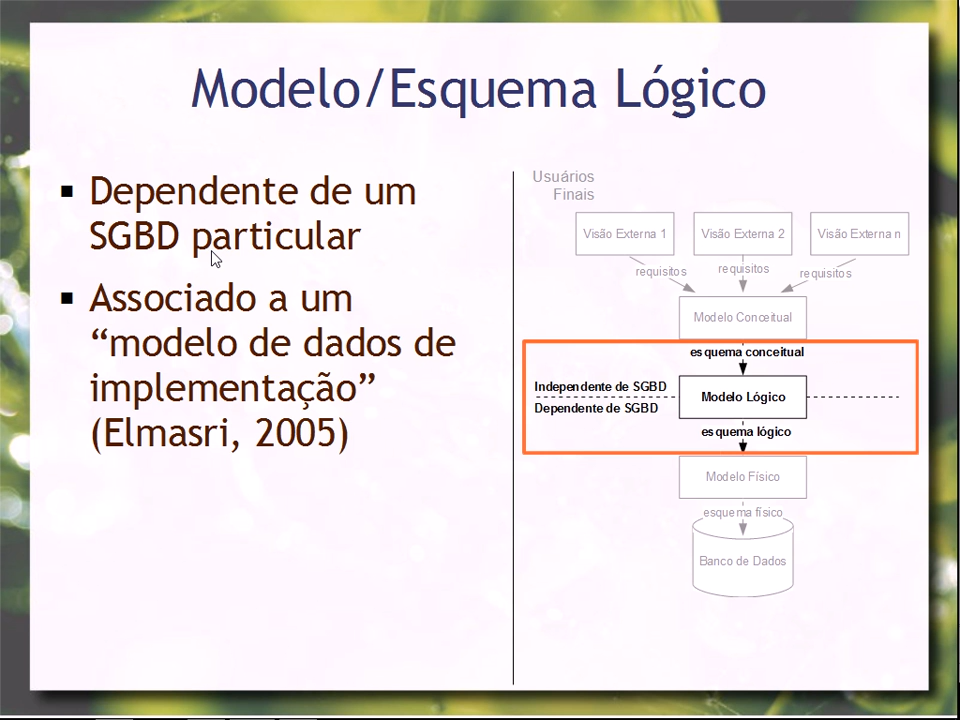 Modelo/Esquema Lógico
Dependente de um
SGBD particular
Associado a um
“modelo de dados de
implementação”
(Elmasri, 2005)
Usuários
Finais
Visão Externa 1
Visão Externa 2
Visão Externa n
requisitos
requisitos
requisitos
Modelo Conceitual
esquema conceitual
Independente de SGBD
Modelo Lógico
Dependente de SGBD
esquema lógico
Modelo Físico
esquema físico
Banco de Dados